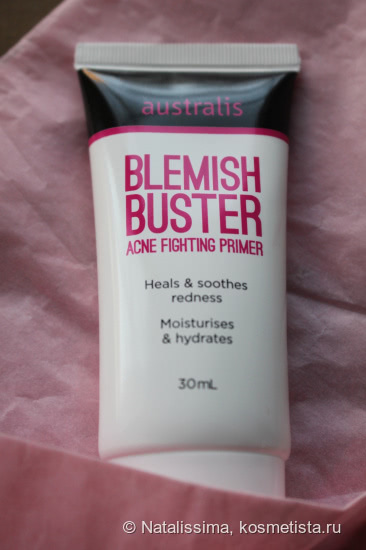 australis
BLEMISH
BUSTER
ACNE FIGHTING PRIMER
Heals & soothes
redness
Moisturises
& hydrates
30mL
© Natalissima, kosmetista.ru